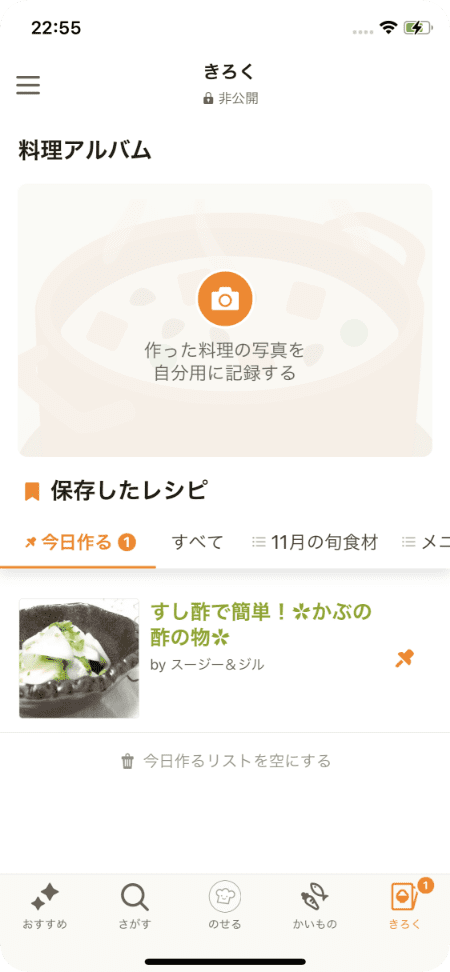 22:55
きろく
非公開
料理アルバム
作った料理の写真を
自分用に記録する
保存したレシピ
今日作る 1 すべて 11月の旬食材 メニ
すし酢で簡単！✲かぶの
酢の物✲
by スージー＆ジル
今日作るリストを空にする
1
おすすめ さがす のせる かいもの きろく